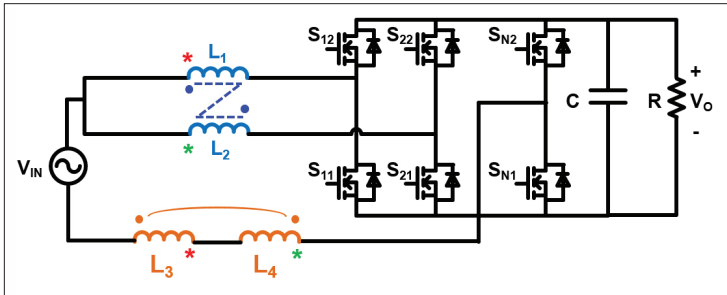 S12 S22 SN2
* L1
+
C R VO
-
* L2
VIN
S11 S21 SN1
* *
L3 L4